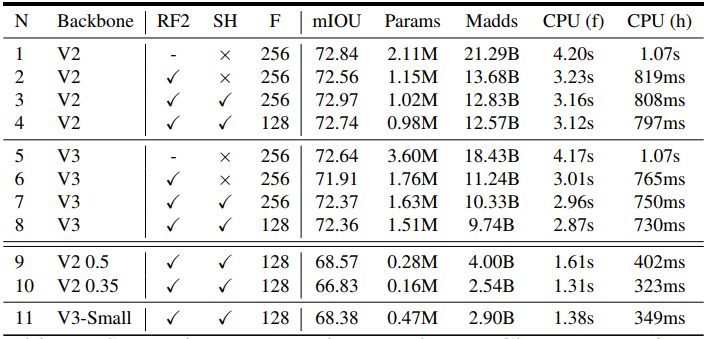 N Backbone RF2 SH F mIOU Params Madds CPU (f) CPU (h)
1 V2 - × 256 72.84 2.11M 21.29B 4.20s 1.07s
2 V2 ✓ × 256 72.56 1.15M 13.68B 3.23s 819ms
3 V2 ✓ ✓ 256 72.97 1.02M 12.83B 3.16s 808ms
4 V2 ✓ ✓ 128 72.74 0.98M 12.57B 3.12s 797ms
5 V3 - × 256 72.64 3.60M 18.43B 4.17s 1.07s
6 V3 ✓ × 256 71.91 1.76M 11.24B 3.01s 765ms
7 V3 ✓ ✓ 256 72.37 1.63M 10.33B 2.96s 750ms
8 V3 ✓ ✓ 128 72.36 1.51M 9.74B 2.87s 730ms
9 V2 0.5 ✓ ✓ 128 68.57 0.28M 4.00B 1.61s 402ms
10 V2 0.35 ✓ ✓ 128 66.83 0.16M 2.54B 1.31s 323ms
11 V3-Small ✓ ✓ 128 68.38 0.47M 2.90B 1.38s 349ms